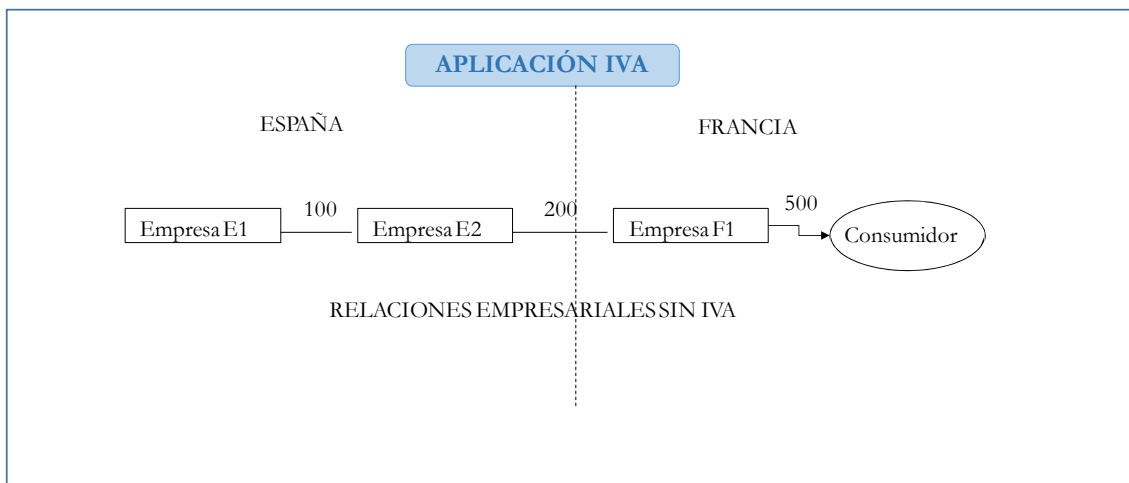 APLICACIÓN IVA
ESPAÑA
FRANCIA
Empresa E1
100
Empresa E2
200
Empresa F1
500
Consumidor
RELACIONES EMPRESARIALES SIN IVA